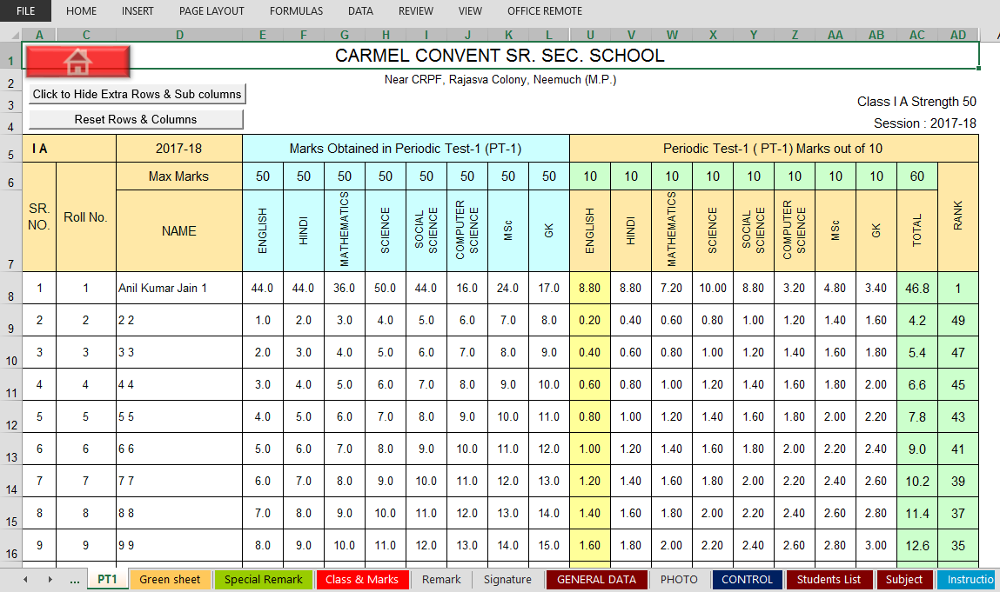 FILE HOME INSERT PAGE LAYOUT FORMULAS DATA REVIEW VIEW OFFICE REMOTE
A C D E F G H I J K L U V W X Y Z AA AB AC AD
1 CARMEL CONVENT SR. SEC. SCHOOL
2 Near CRPF, Rajasva Colony, Neemuch (M.P.)
Click to Hide Extra Rows & Sub columns
3 Class I A Strength 50
Reset Rows & Columns
4 Session : 2017-18
5 I A 2017-18 Marks Obtained in Periodic Test-1 (PT-1) Periodic Test-1 ( PT-1) Marks out of 10
6 Max Marks 50 50 50 50 50 50 50 50 10 10 10 10 10 10 10 10 60
7 SR. NO. Roll No. NAME ENGLISH HINDI MATHEMATICS SCIENCE SOCIAL SCIENCE COMPUTER SCIENCE MSc GK ENGLISH HINDI MATHEMATICS SCIENCE SOCIAL SCIENCE COMPUTER SCIENCE MSc GK TOTAL RANK
8 1 1 Anil Kumar Jain 1 44.0 44.0 36.0 50.0 44.0 16.0 24.0 17.0 8.80 8.80 7.20 10.00 8.80 3.20 4.80 3.40 46.8 1
9 2 2 2 2 1.0 2.0 3.0 4.0 5.0 6.0 7.0 8.0 0.20 0.40 0.60 0.80 1.00 1.20 1.40 1.60 4.2 49
10 3 3 3 3 2.0 3.0 4.0 5.0 6.0 7.0 8.0 9.0 0.40 0.60 0.80 1.00 1.20 1.40 1.60 1.80 5.4 47
11 4 4 4 4 3.0 4.0 5.0 6.0 7.0 8.0 9.0 10.0 0.60 0.80 1.00 1.20 1.40 1.60 1.80 2.00 6.6 45
12 5 5 5 5 4.0 5.0 6.0 7.0 8.0 9.0 10.0 11.0 0.80 1.00 1.20 1.40 1.60 1.80 2.00 2.20 7.8 43
13 6 6 6 6 5.0 6.0 7.0 8.0 9.0 10.0 11.0 12.0 1.00 1.20 1.40 1.60 1.80 2.00 2.20 2.40 9.0 41
14 7 7 7 7 6.0 7.0 8.0 9.0 10.0 11.0 12.0 13.0 1.20 1.40 1.60 1.80 2.00 2.20 2.40 2.60 10.2 39
15 8 8 8 8 7.0 8.0 9.0 10.0 11.0 12.0 13.0 14.0 1.40 1.60 1.80 2.00 2.20 2.40 2.60 2.80 11.4 37
16 9 9 9 9 8.0 9.0 10.0 11.0 12.0 13.0 14.0 15.0 1.60 1.80 2.00 2.20 2.40 2.60 2.80 3.00 12.6 35
... PT1 Green sheet Special Remark Class & Marks Remark Signature GENERAL DATA PHOTO CONTROL Students List Subject Instructio